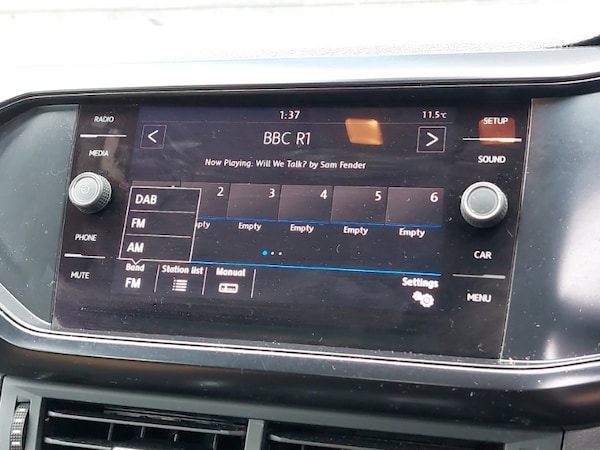 RADIO
MEDIA
PHONE
MUTE
1:37
11.5°C
BBC R1
Now Playing: Will We Talk? by Sam Fender
2 3 4 5 6
Empty Empty Empty Empty
DAB
FM
AM
Band
FM
Station list
Manual
Settings
SETUP
SOUND
CAR
MENU